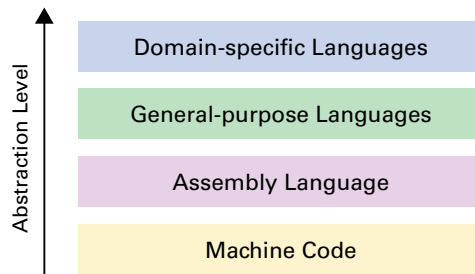 Abstraction Level
Domain-specific Languages
General-purpose Languages
Assembly Language
Machine Code